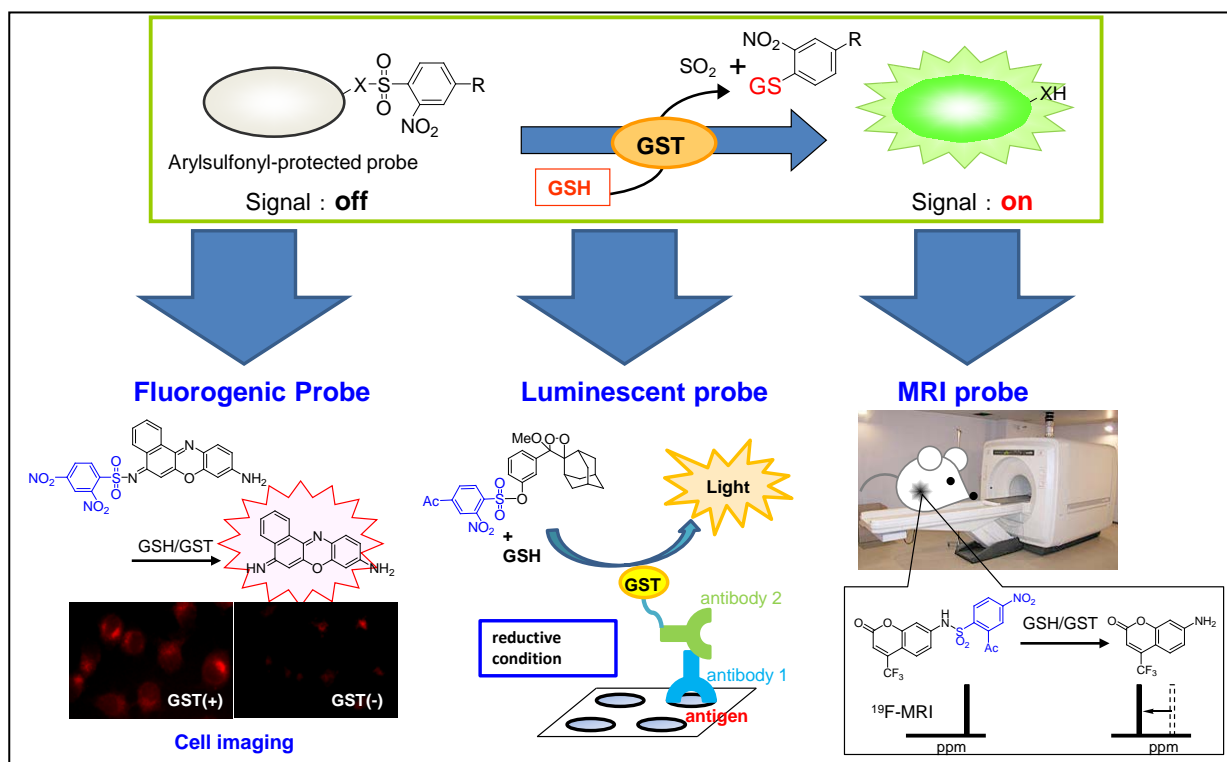 NO₂
R
SO₂ +
GS
X
O
S
O
R
NO₂
XH
GST
Arylsulfonyl-protected probe
GSH
Signal : off
Signal : on
Fluorogenic Probe
Luminescent probe
MRI probe
N
O
NH₂
NO₂
O
S
N
O
NO₂
MeO
O-O
O
S
O
O
Ac
NO₂
+
GSH
Light
GSH/GST
N
HN
O
NH₂
GST
antibody 2
reductive
condition
antibody 1
antigen
GST(+)
GST(-)
Cell imaging
NO₂
H
N
S
O₂
Ac
O
O
CF₃
GSH/GST
O
O
NH₂
CF₃
¹⁹F-MRI
ppm
ppm